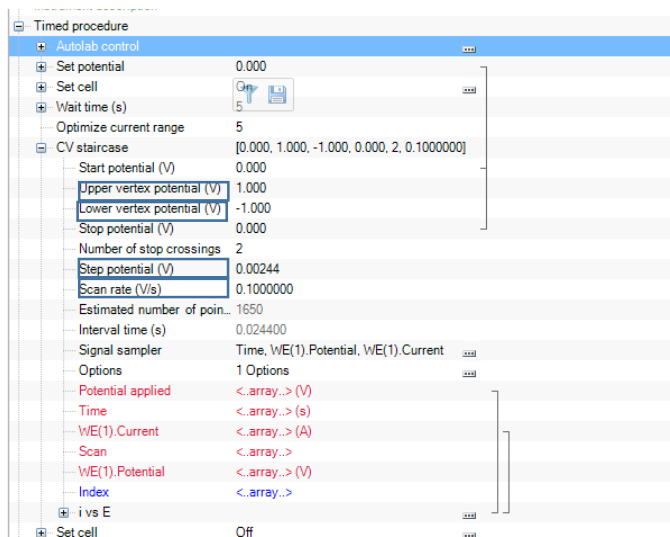 Timed procedure
Autolab control
Set potential 0.000
Set cell On
Wait time (s) 5
Optimize current range 5
CV staircase [0.000, 1.000, -1.000, 0.000, 2, 0.1000000]
Start potential (V) 0.000
Upper vertex potential (V) 1.000
Lower vertex potential (V) -1.000
Stop potential (V) 0.000
Number of stop crossings 2
Step potential (V) 0.00244
Scan rate (V/s) 0.1000000
Estimated number of poin... 1650
Interval time (s) 0.024400
Signal sampler Time, WE(1).Potential, WE(1).Current
Options 1 Options
Potential applied <..array..> (V)
Time <..array..> (s)
WE(1).Current <..array..> (A)
Scan <..array..>
WE(1).Potential <..array..> (V)
Index <..array..>
i vs E
Set cell Off